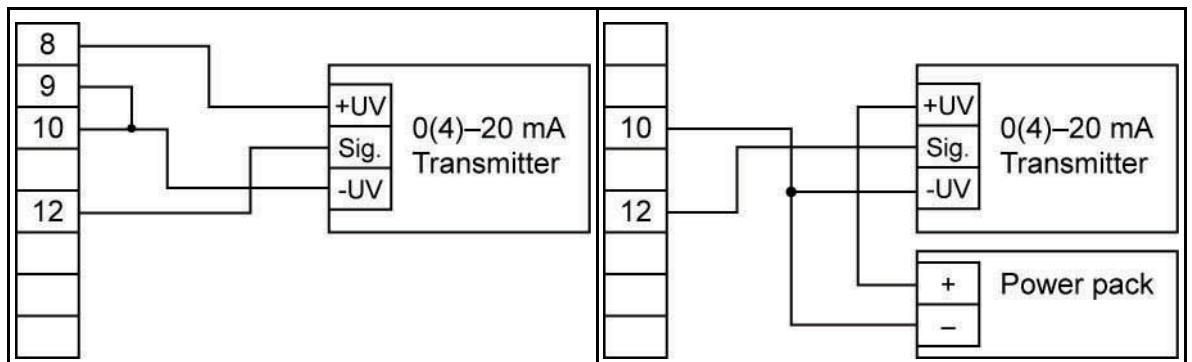 8
9
10
12
+UV
Sig.
-UV
0(4)–20 mA
Transmitter
10
12
+UV
Sig.
-UV
0(4)–20 mA
Transmitter
+
–
Power pack